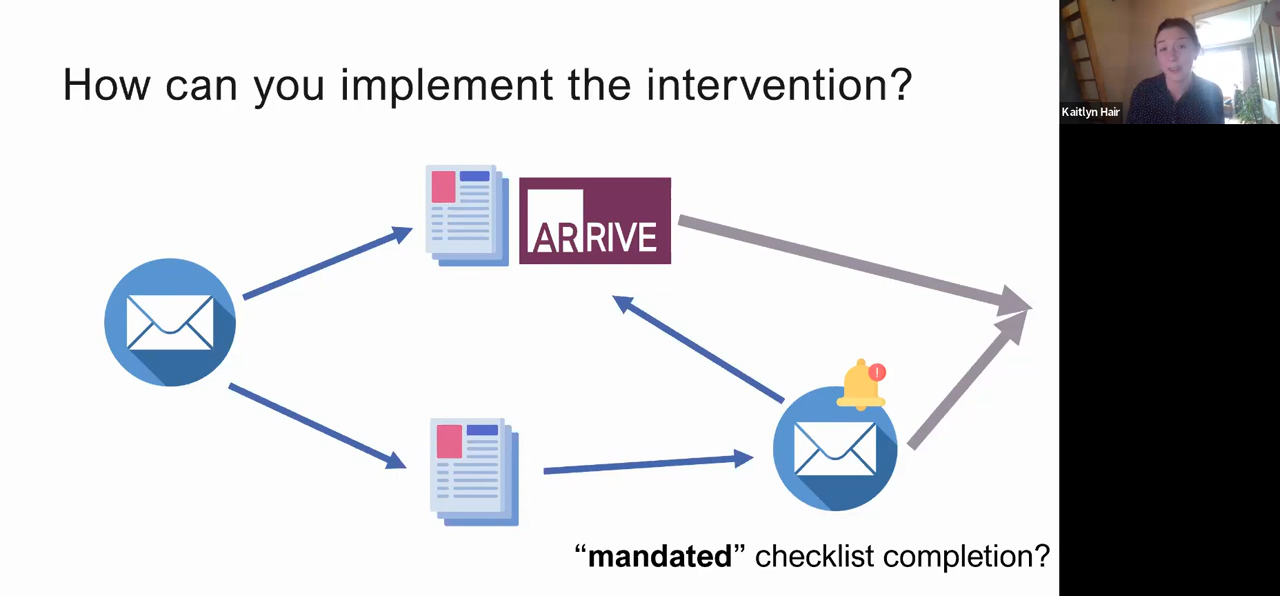 How can you implement the intervention?
Kaitlyn Hair
ARRIVE
!
“mandated” checklist completion?